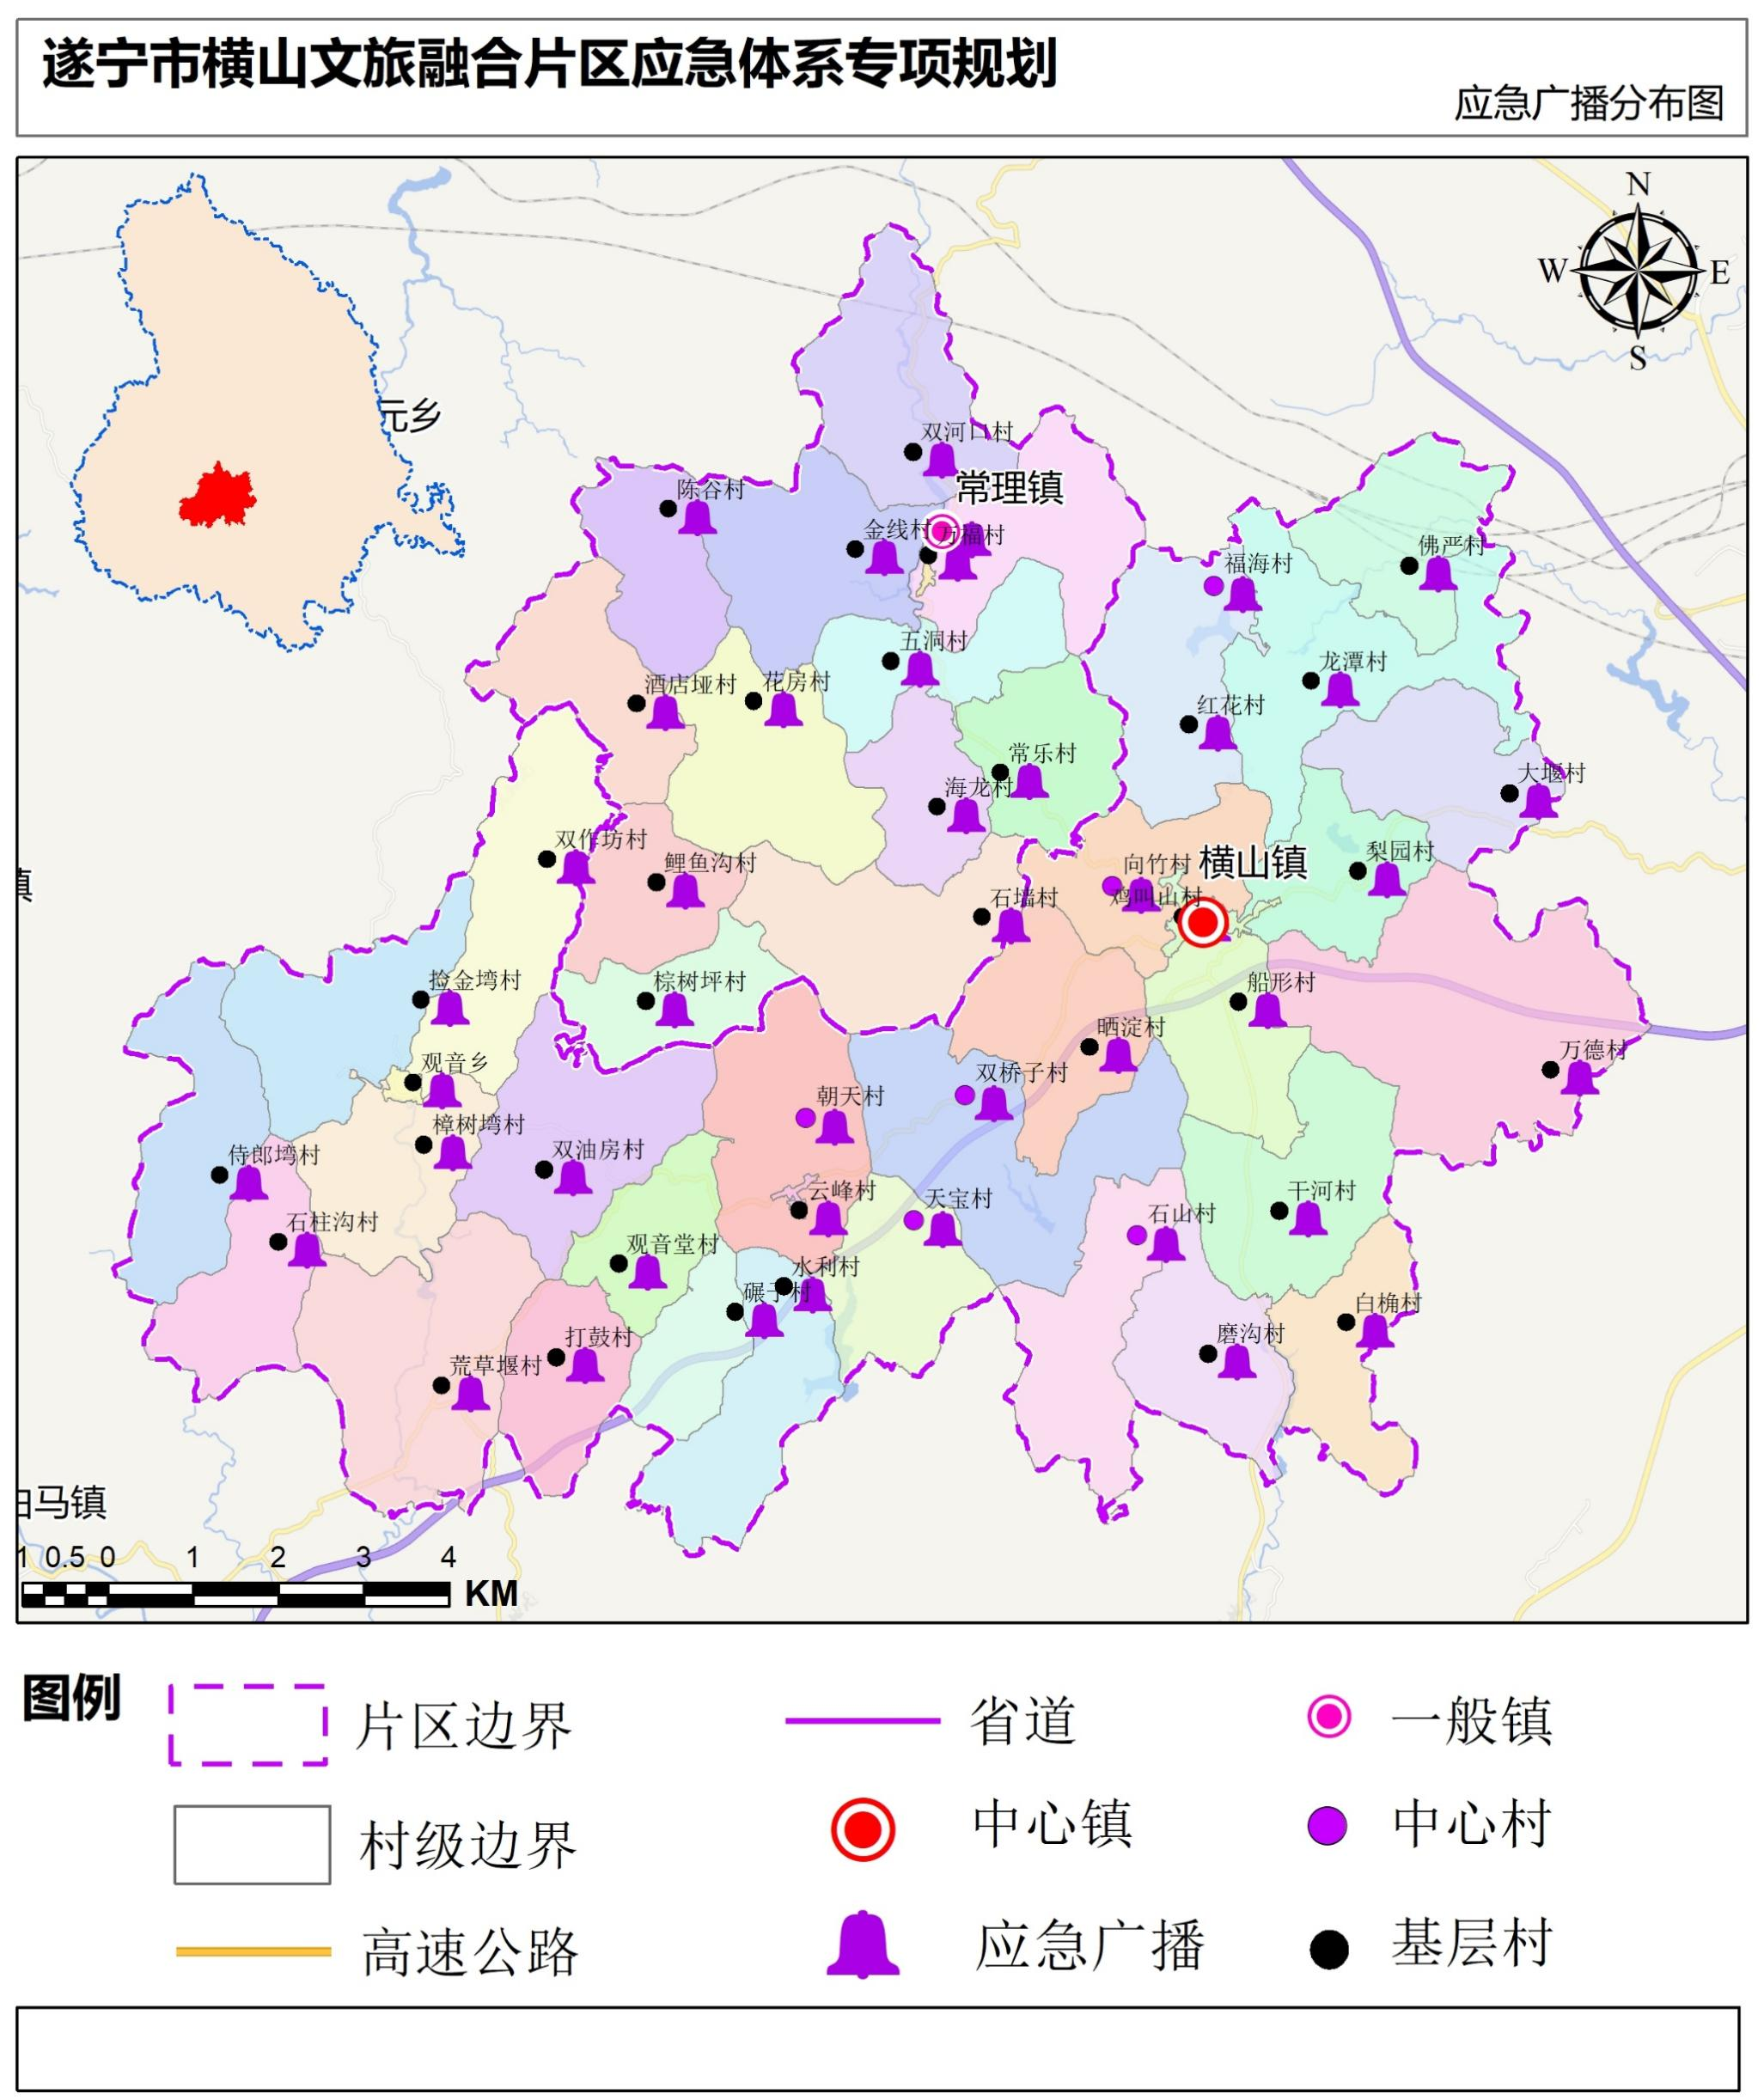 遂宁市横山文旅融合片区应急体系专项规划
应急广播分布图
N
W
E
S
元乡
双河口村
常理镇
陈谷村
金线村
万福村
福海村
佛严村
五洞村
龙潭村
酒店垭村
花房村
红花村
常乐村
大堰村
海龙村
双作坊村
鲤鱼沟村
向竹村
横山镇
梨园村
镇
石墙村
鸡叫山村
捡金塆村
棕树坪村
船形村
晒淀村
万德村
观音乡
双桥子村
朝天村
樟树塆村
侍郎塆村
双油房村
云峰村
天宝村
干河村
石柱沟村
石山村
观音堂村
水利村
碾子村
白桷村
打鼓村
磨沟村
荒草堰村
白马镇
1 0.5 0 1 2 3 4
KM
图例
片区边界
省道
一般镇
村级边界
中心镇
中心村
高速公路
应急广播
基层村